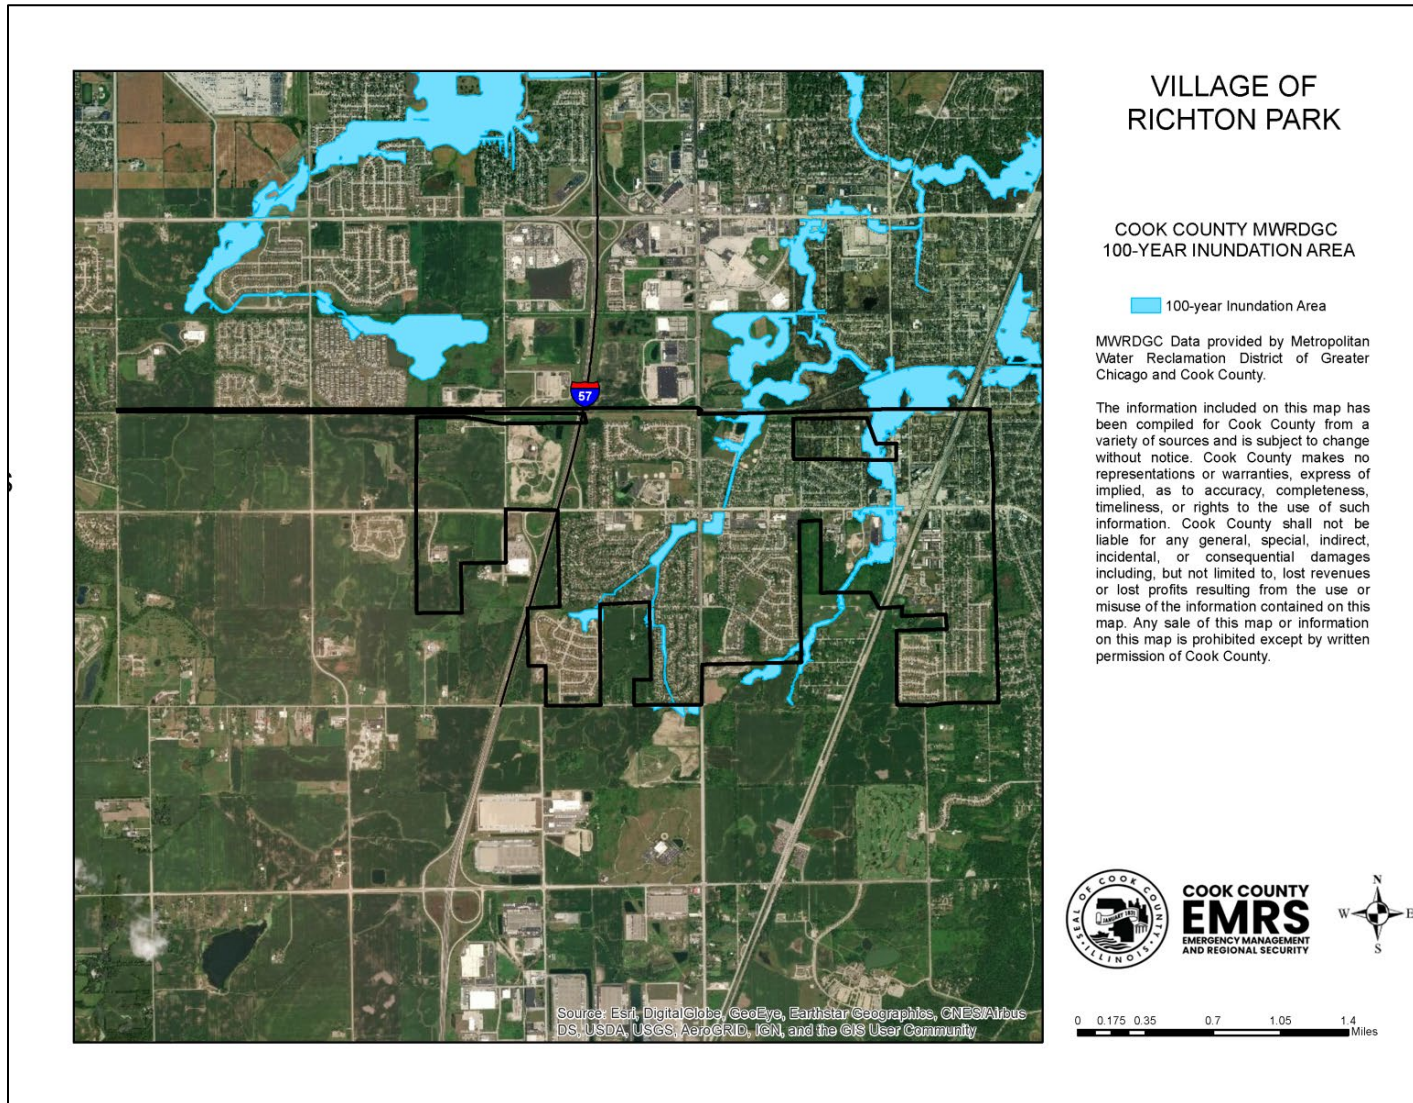 VILLAGE OF
RICHTON PARK
COOK COUNTY MWRDGC
100-YEAR INUNDATION AREA
100-year Inundation Area
MWRDGC Data provided by Metropolitan
Water Reclamation District of Greater
Chicago and Cook County.
The information included on this map has
been compiled for Cook County from a
variety of sources and is subject to change
without notice. Cook County makes no
representations or warranties, express of
implied, as to accuracy, completeness,
timeliness, or rights to the use of such
information. Cook County shall not be
liable for any general, special, indirect,
incidental, or consequential damages
including, but not limited to, lost revenues
or lost profits resulting from the use or
misuse of the information contained on this
map. Any sale of this map or information
on this map is prohibited except by written
permission of Cook County.
57
SEAL OF COOK COUNTY
JANUARY 1831
ILLINOIS
COOK COUNTY
EMRS
EMERGENCY MANAGEMENT
AND REGIONAL SECURITY
N
W E
S
Source: Esri, DigitalGlobe, GeoEye, Earthstar Geographics, CNES/Airbus
DS, USDA, USGS, AeroGRID, IGN, and the GIS User Community
0 0.175 0.35 0.7 1.05 1.4
Miles